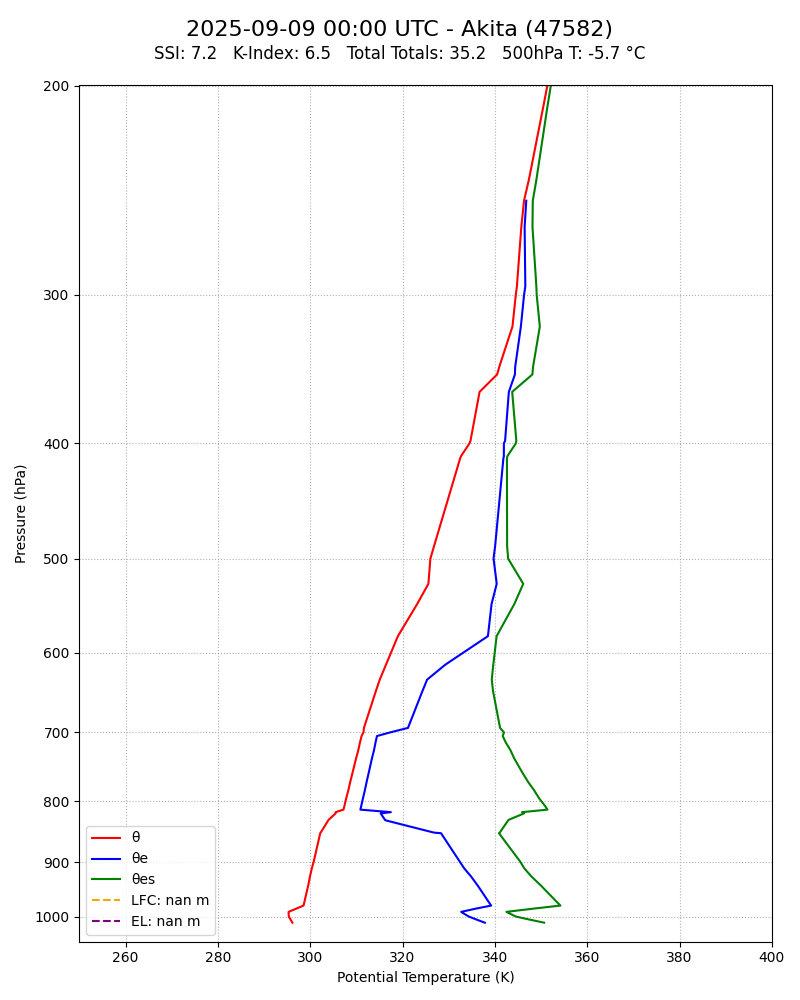 2025-09-09 00:00 UTC - Akita (47582)
SSI: 7.2   K-Index: 6.5   Total Totals: 35.2   500hPa T: -5.7 °C
200
300
400
500
600
700
800
900
1000
Pressure (hPa)
θ
θe
θes
LFC: nan m
EL: nan m
260 280 300 320 340 360 380 400
Potential Temperature (K)